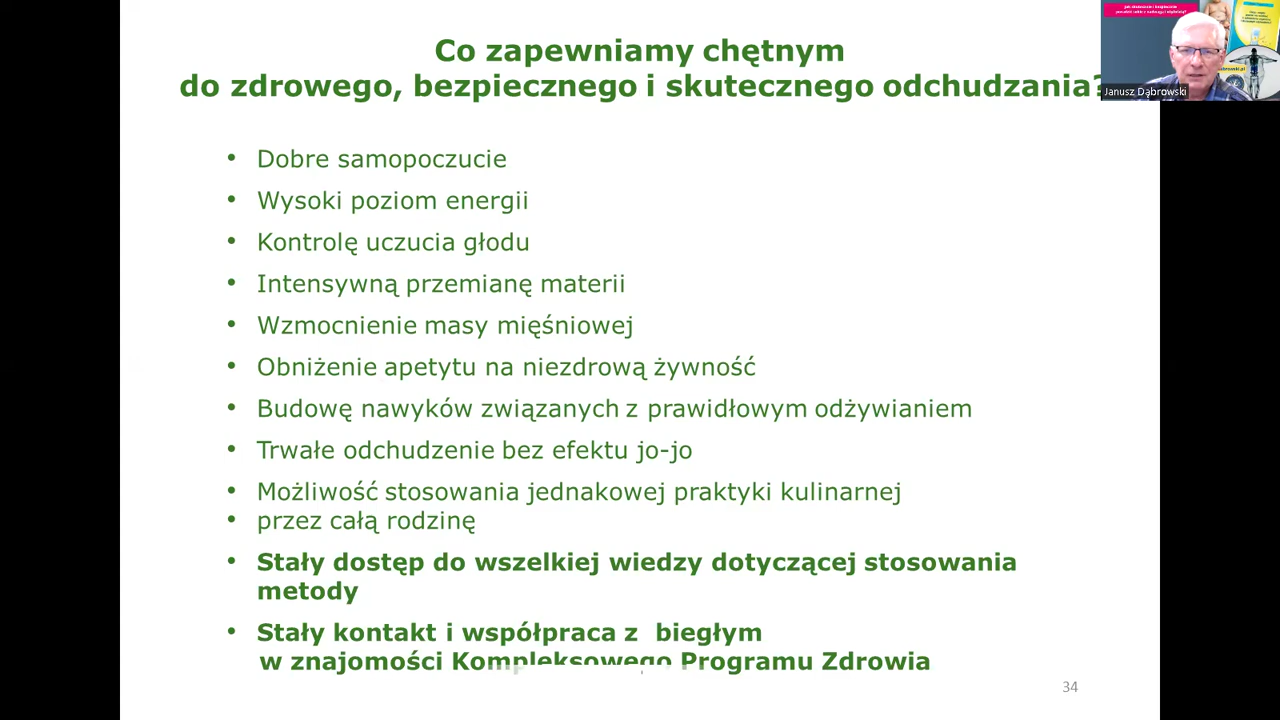 Co zapewniamy chętnym
do zdrowego, bezpiecznego i skutecznego odchudzania?
• Dobre samopoczucie
• Wysoki poziom energii
• Kontrolę uczucia głodu
• Intensywną przemianę materii
• Wzmocnienie masy mięśniowej
• Obniżenie apetytu na niezdrową żywność
• Budowę nawyków związanych z prawidłowym odżywianiem
• Trwałe odchudzenie bez efektu jo-jo
• Możliwość stosowania jednakowej praktyki kulinarnej
• przez całą rodzinę
• Stały dostęp do wszelkiej wiedzy dotyczącej stosowania
metody
• Stały kontakt i współpraca z biegłym
w znajomości Kompleksowego Programu Zdrowia
34
Janusz Dąbrowski